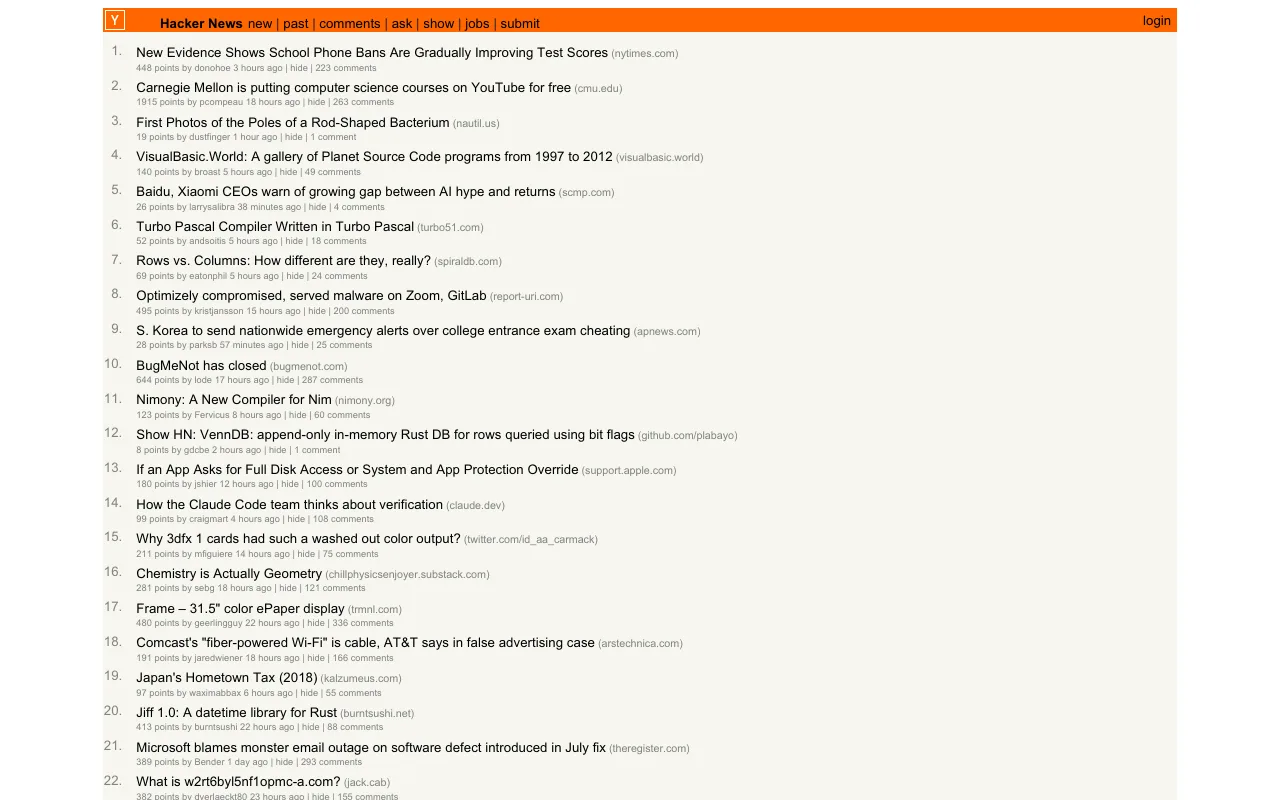 Y Hacker News new | past | comments | ask | show | jobs | submit login
1. New Evidence Shows School Phone Bans Are Gradually Improving Test Scores (nytimes.com)
448 points by donohoe 3 hours ago | hide | 223 comments
2. Carnegie Mellon is putting computer science courses on YouTube for free (cmu.edu)
1915 points by pcompeau 18 hours ago | hide | 263 comments
3. First Photos of the Poles of a Rod-Shaped Bacterium (nautil.us)
19 points by dustfinger 1 hour ago | hide | 1 comment
4. VisualBasic.World: A gallery of Planet Source Code programs from 1997 to 2012 (visualbasic.world)
140 points by broast 5 hours ago | hide | 49 comments
5. Baidu, Xiaomi CEOs warn of growing gap between AI hype and returns (scmp.com)
26 points by larrysalibra 38 minutes ago | hide | 4 comments
6. Turbo Pascal Compiler Written in Turbo Pascal (turbo51.com)
52 points by andsoitis 5 hours ago | hide | 18 comments
7. Rows vs. Columns: How different are they, really? (spiraldb.com)
69 points by eatonphil 5 hours ago | hide | 24 comments
8. Optimizely compromised, served malware on Zoom, GitLab (report-uri.com)
495 points by kristjansson 15 hours ago | hide | 200 comments
9. S. Korea to send nationwide emergency alerts over college entrance exam cheating (apnews.com)
28 points by parksb 57 minutes ago | hide | 25 comments
10. BugMeNot has closed (bugmenot.com)
644 points by lode 17 hours ago | hide | 287 comments
11. Nimony: A New Compiler for Nim (nimony.org)
123 points by Fervicus 8 hours ago | hide | 60 comments
12. Show HN: VennDB: append-only in-memory Rust DB for rows queried using bit flags (github.com/plabayo)
8 points by gdcbe 2 hours ago | hide | 1 comment
13. If an App Asks for Full Disk Access or System and App Protection Override (support.apple.com)
180 points by jshier 12 hours ago | hide | 100 comments
14. How the Claude Code team thinks about verification (claude.dev)
99 points by craigmart 4 hours ago | hide | 108 comments
15. Why 3dfx 1 cards had such a washed out color output? (twitter.com/id_aa_carmack)
211 points by mfiguiere 14 hours ago | hide | 75 comments
16. Chemistry is Actually Geometry (chillphysicsenjoyer.substack.com)
281 points by sebg 18 hours ago | hide | 121 comments
17. Frame – 31.5" color ePaper display (trmnl.com)
480 points by geerlingguy 22 hours ago | hide | 336 comments
18. Comcast's "fiber-powered Wi-Fi" is cable, AT&T says in false advertising case (arstechnica.com)
191 points by jaredwiener 18 hours ago | hide | 166 comments
19. Japan's Hometown Tax (2018) (kalzumeus.com)
97 points by waximabbax 6 hours ago | hide | 55 comments
20. Jiff 1.0: A datetime library for Rust (burntsushi.net)
413 points by burntsushi 22 hours ago | hide | 88 comments
21. Microsoft blames monster email outage on software defect introduced in July fix (theregister.com)
389 points by Bender 1 day ago | hide | 293 comments
22. What is w2rt6byl5nf1opmc-a.com? (jack.cab)
382 points by dverlaeckt80 23 hours ago | hide | 155 comments